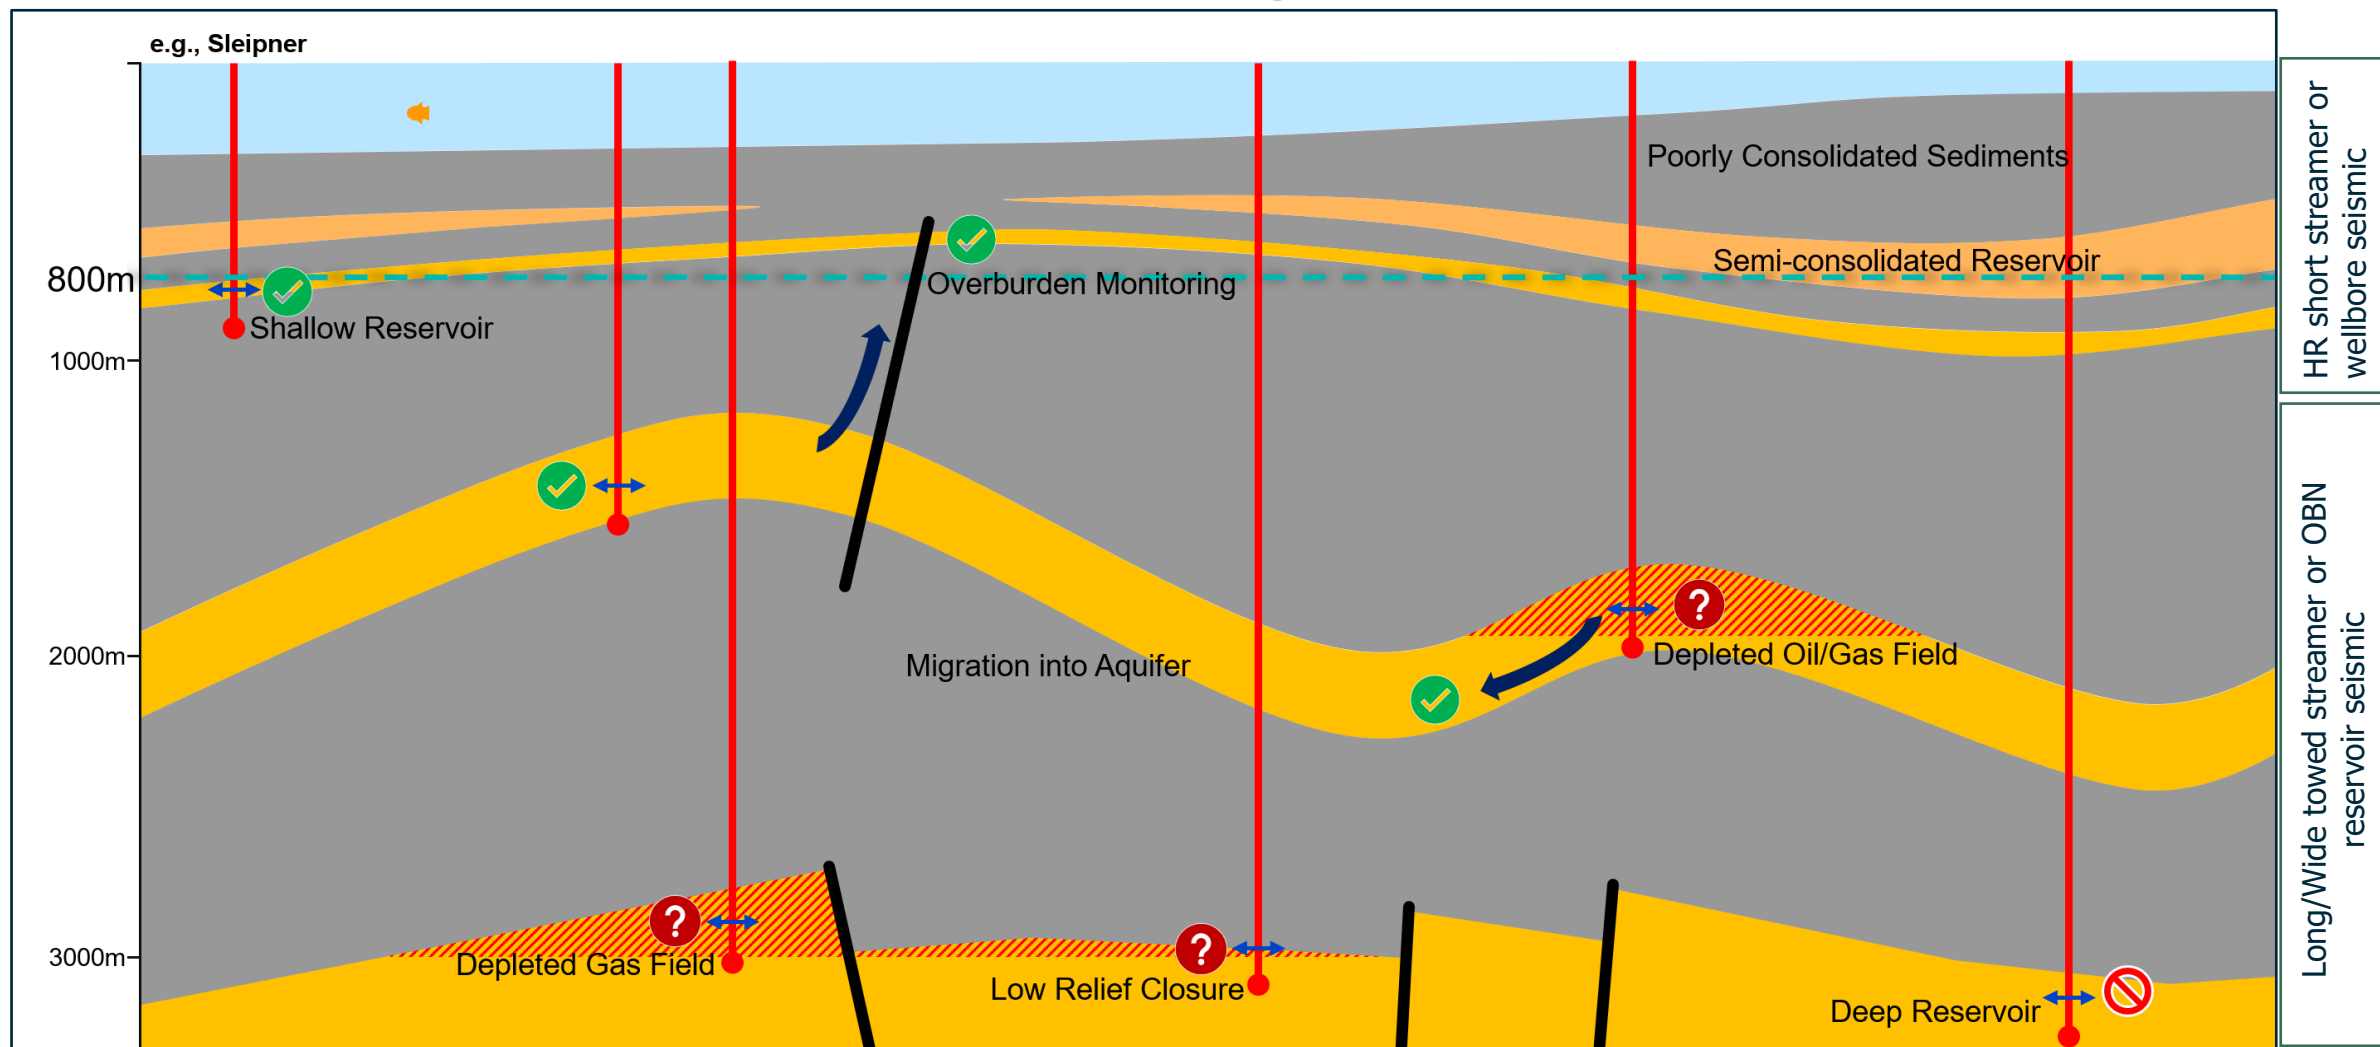 e.g., Sleipner
Poorly Consolidated Sediments
Semi-consolidated Reservoir
800m
Overburden Monitoring
Shallow Reservoir
1000m
2000m
Migration into Aquifer
Depleted Oil/Gas Field
?
?
?
3000m
Depleted Gas Field
Low Relief Closure
Deep Reservoir
HR short streamer or
wellbore seismic
Long/Wide towed streamer or OBN
reservoir seismic